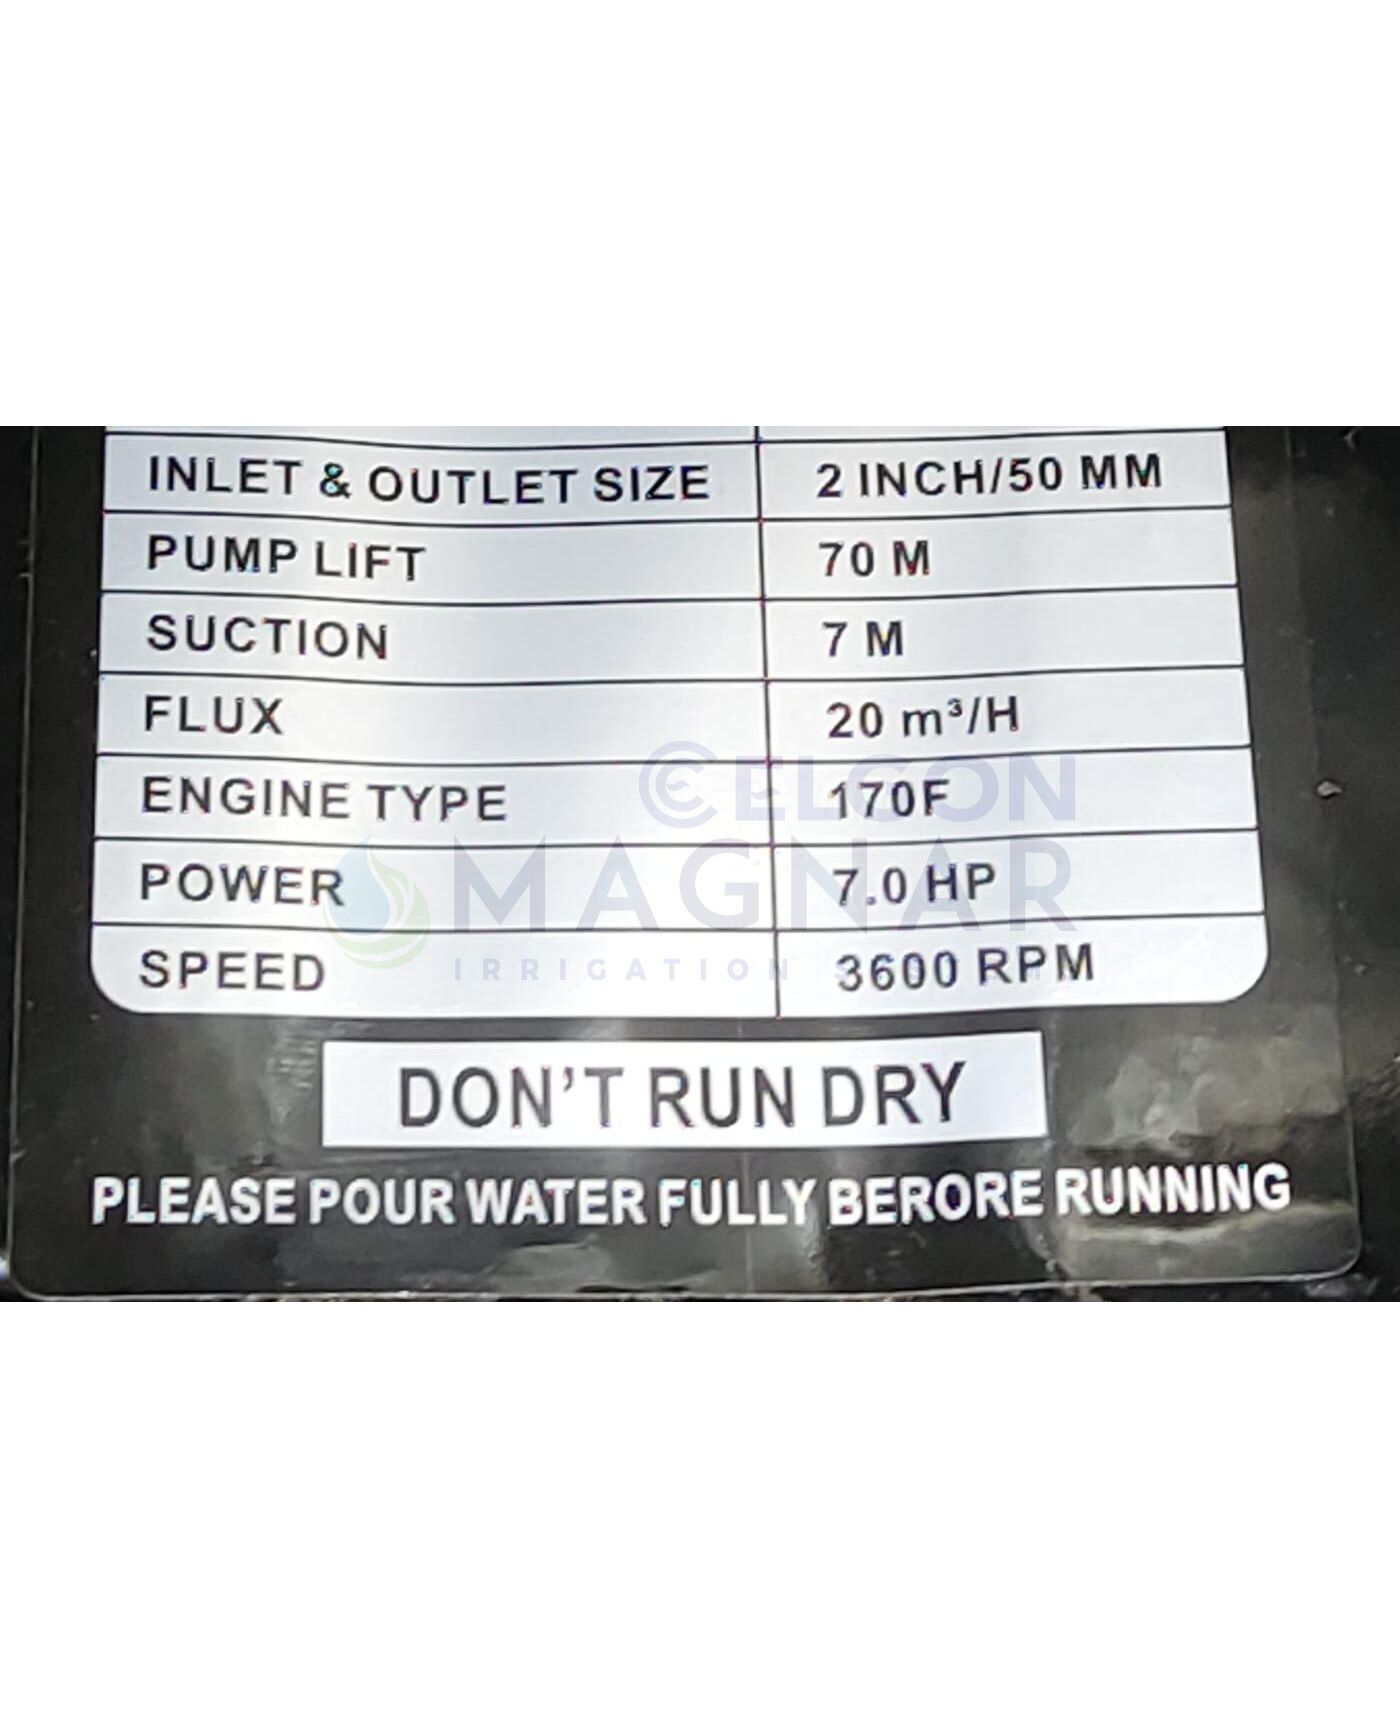 INLET & OUTLET SIZE 2 INCH/50 MM
PUMP LIFT 70 M
SUCTION 7 M
FLUX 20 m³/H
ENGINE TYPE 170F
POWER 7.0 HP
SPEED 3600 RPM
DON'T RUN DRY
PLEASE POUR WATER FULLY BERORE RUNNING
ELCON
MAGNAR
IRRIGATION